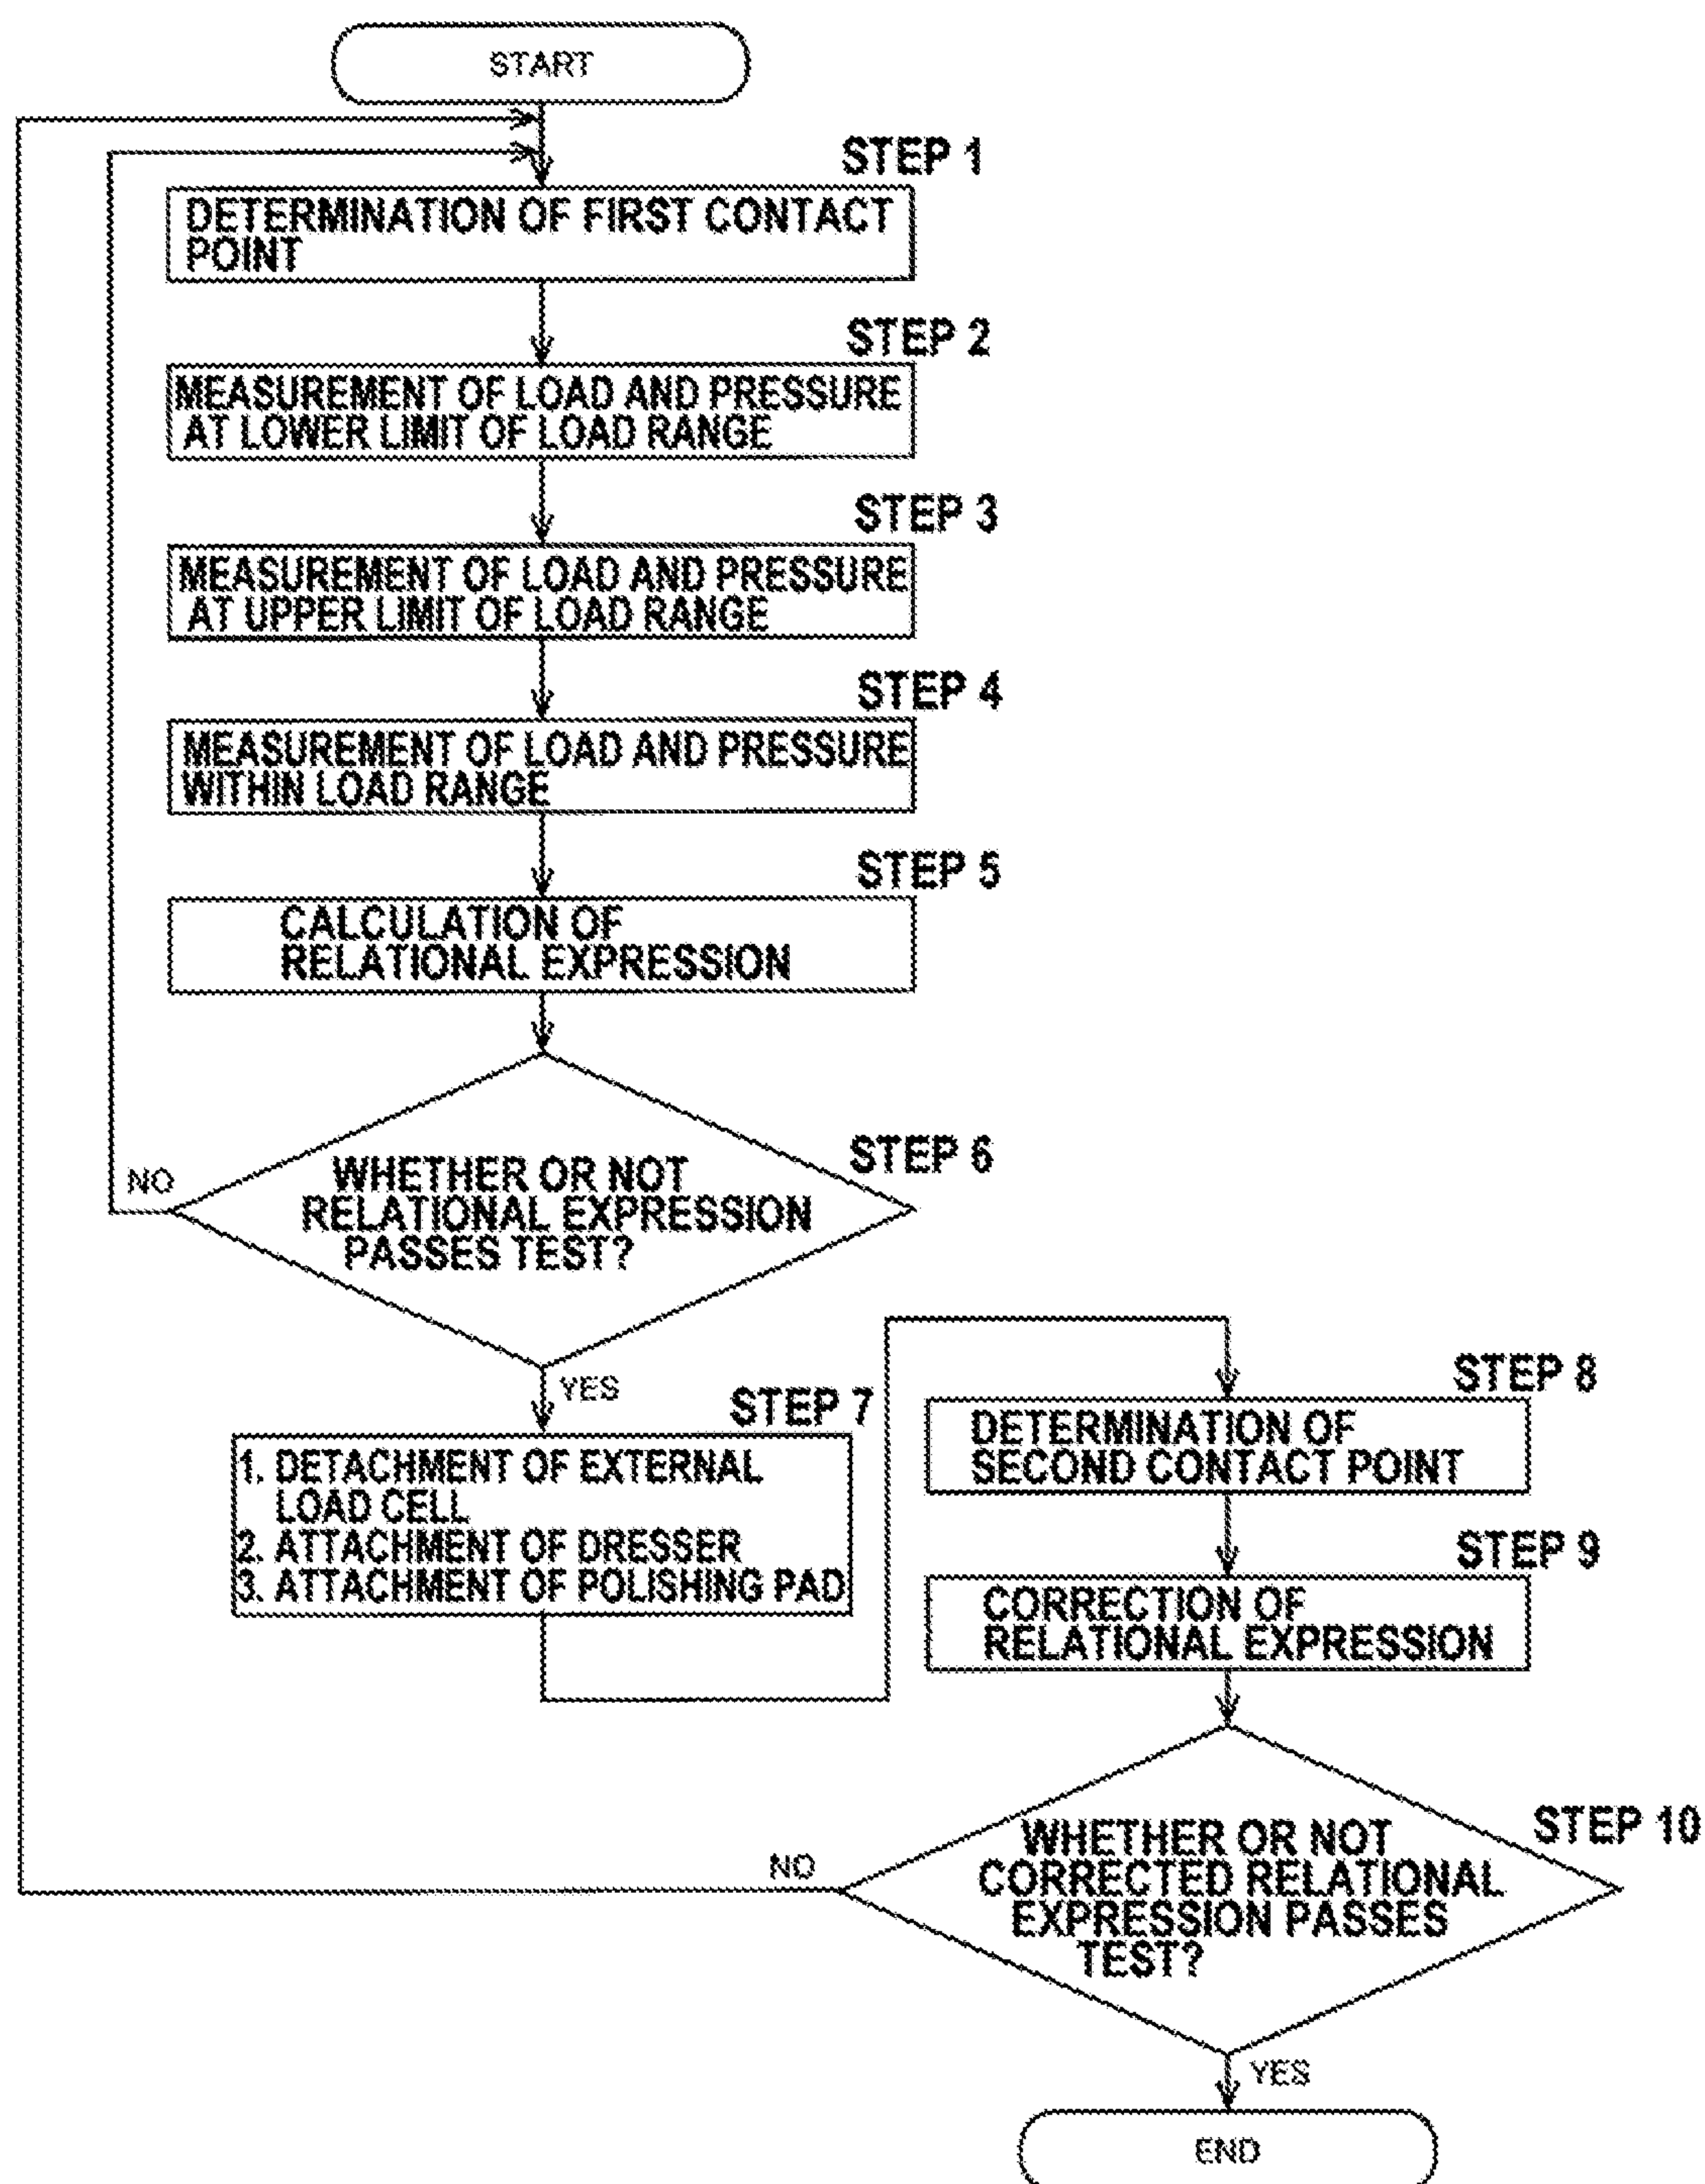 START
STEP 1
DETERMINATION OF FIRST CONTACT
POINT
STEP 2
MEASUREMENT OF LOAD AND PRESSURE
AT LOWER LIMIT OF LOAD RANGE
STEP 3
MEASUREMENT OF LOAD AND PRESSURE
AT UPPER LIMIT OF LOAD RANGE
STEP 4
MEASUREMENT OF LOAD AND PRESSURE
WITHIN LOAD RANGE
STEP 5
CALCULATION OF
RELATIONAL EXPRESSION
STEP 6
WHETHER OR NOT
RELATIONAL EXPRESSION
PASSES TEST?
NO
YES
STEP 7
1. DETACHMENT OF EXTERNAL
LOAD CELL
2. ATTACHMENT OF DRESSER
3. ATTACHMENT OF POLISHING PAD
STEP 8
DETERMINATION OF
SECOND CONTACT POINT
STEP 9
CORRECTION OF
RELATIONAL EXPRESSION
STEP 10
WHETHER OR NOT
CORRECTED RELATIONAL
EXPRESSION PASSES
TEST?
NO
YES
END